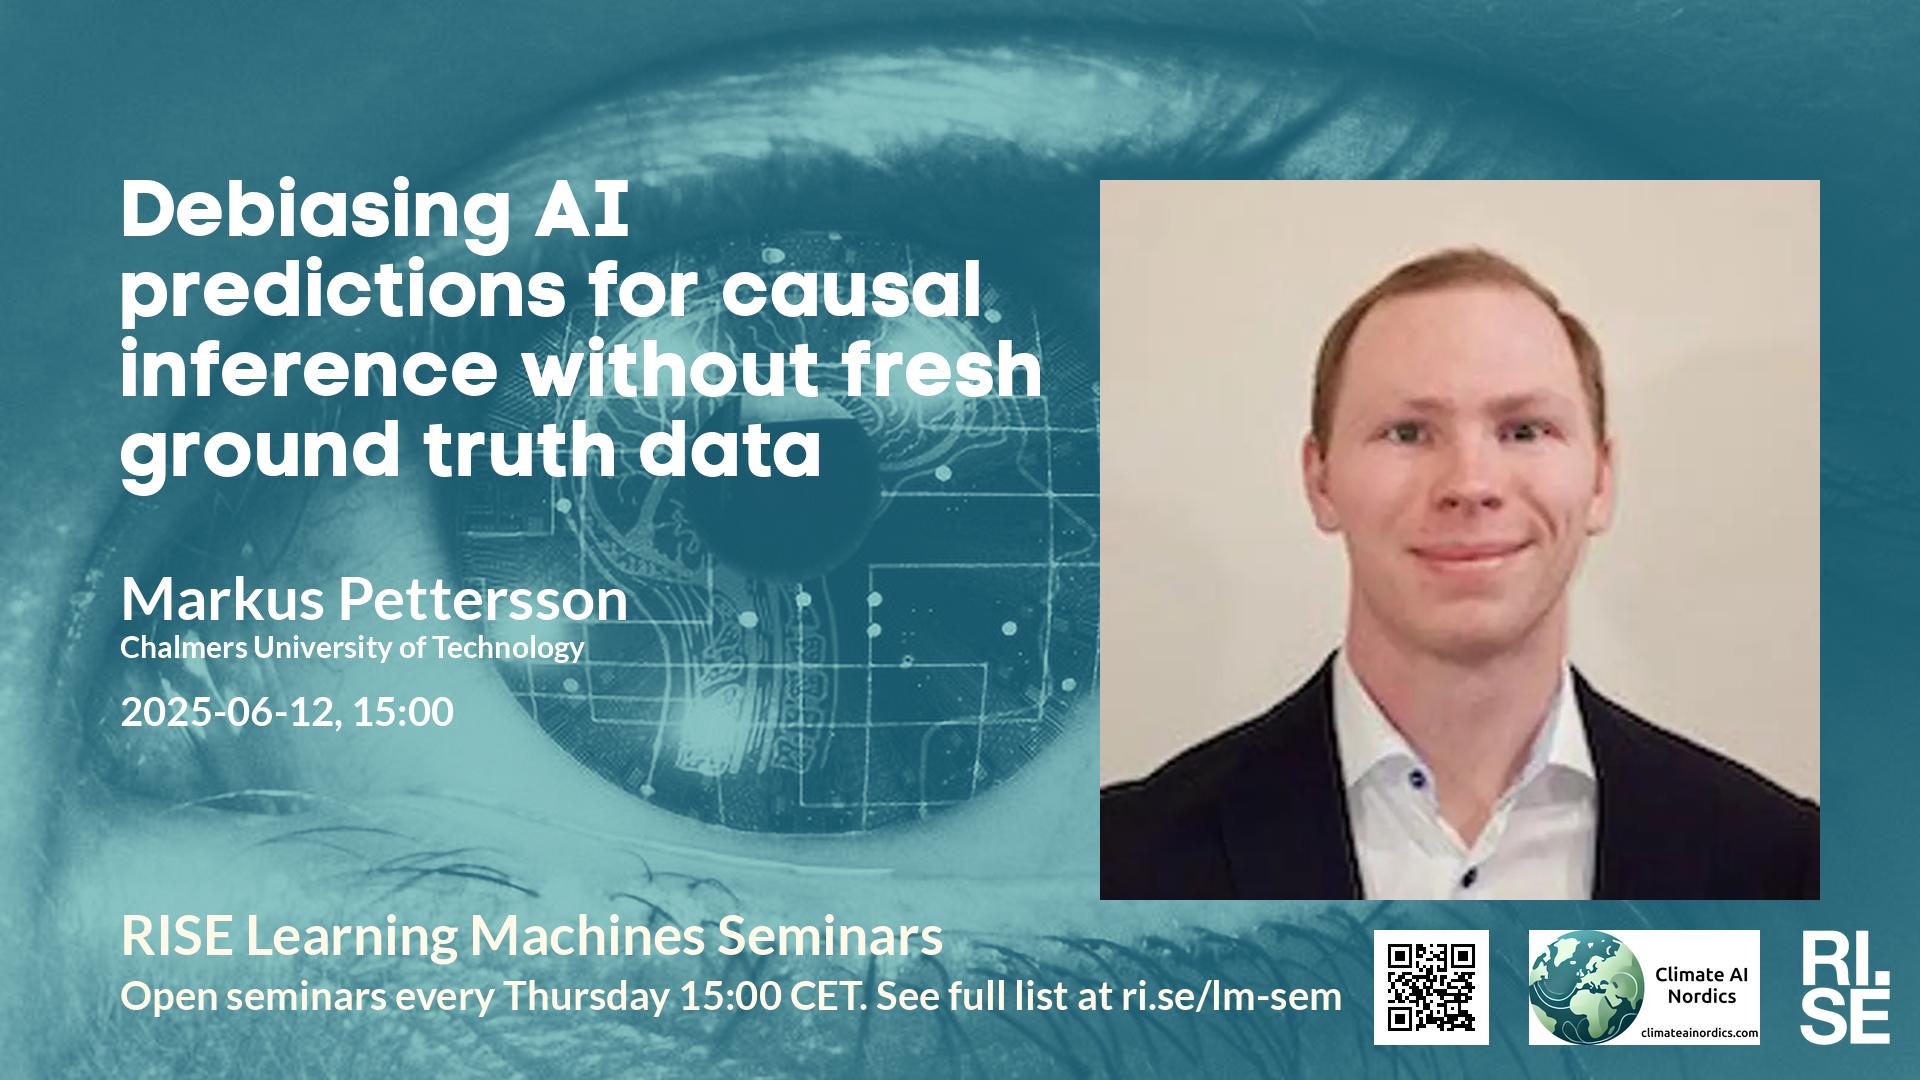 Debiasing AI
predictions for causal
inference without fresh
ground truth data
Markus Pettersson
Chalmers University of Technology
2025-06-12, 15:00
RISE Learning Machines Seminars
Open seminars every Thursday 15:00 CET. See full list at ri.se/lm-sem
Climate AI
Nordics
climateainordics.com
RI.
SE